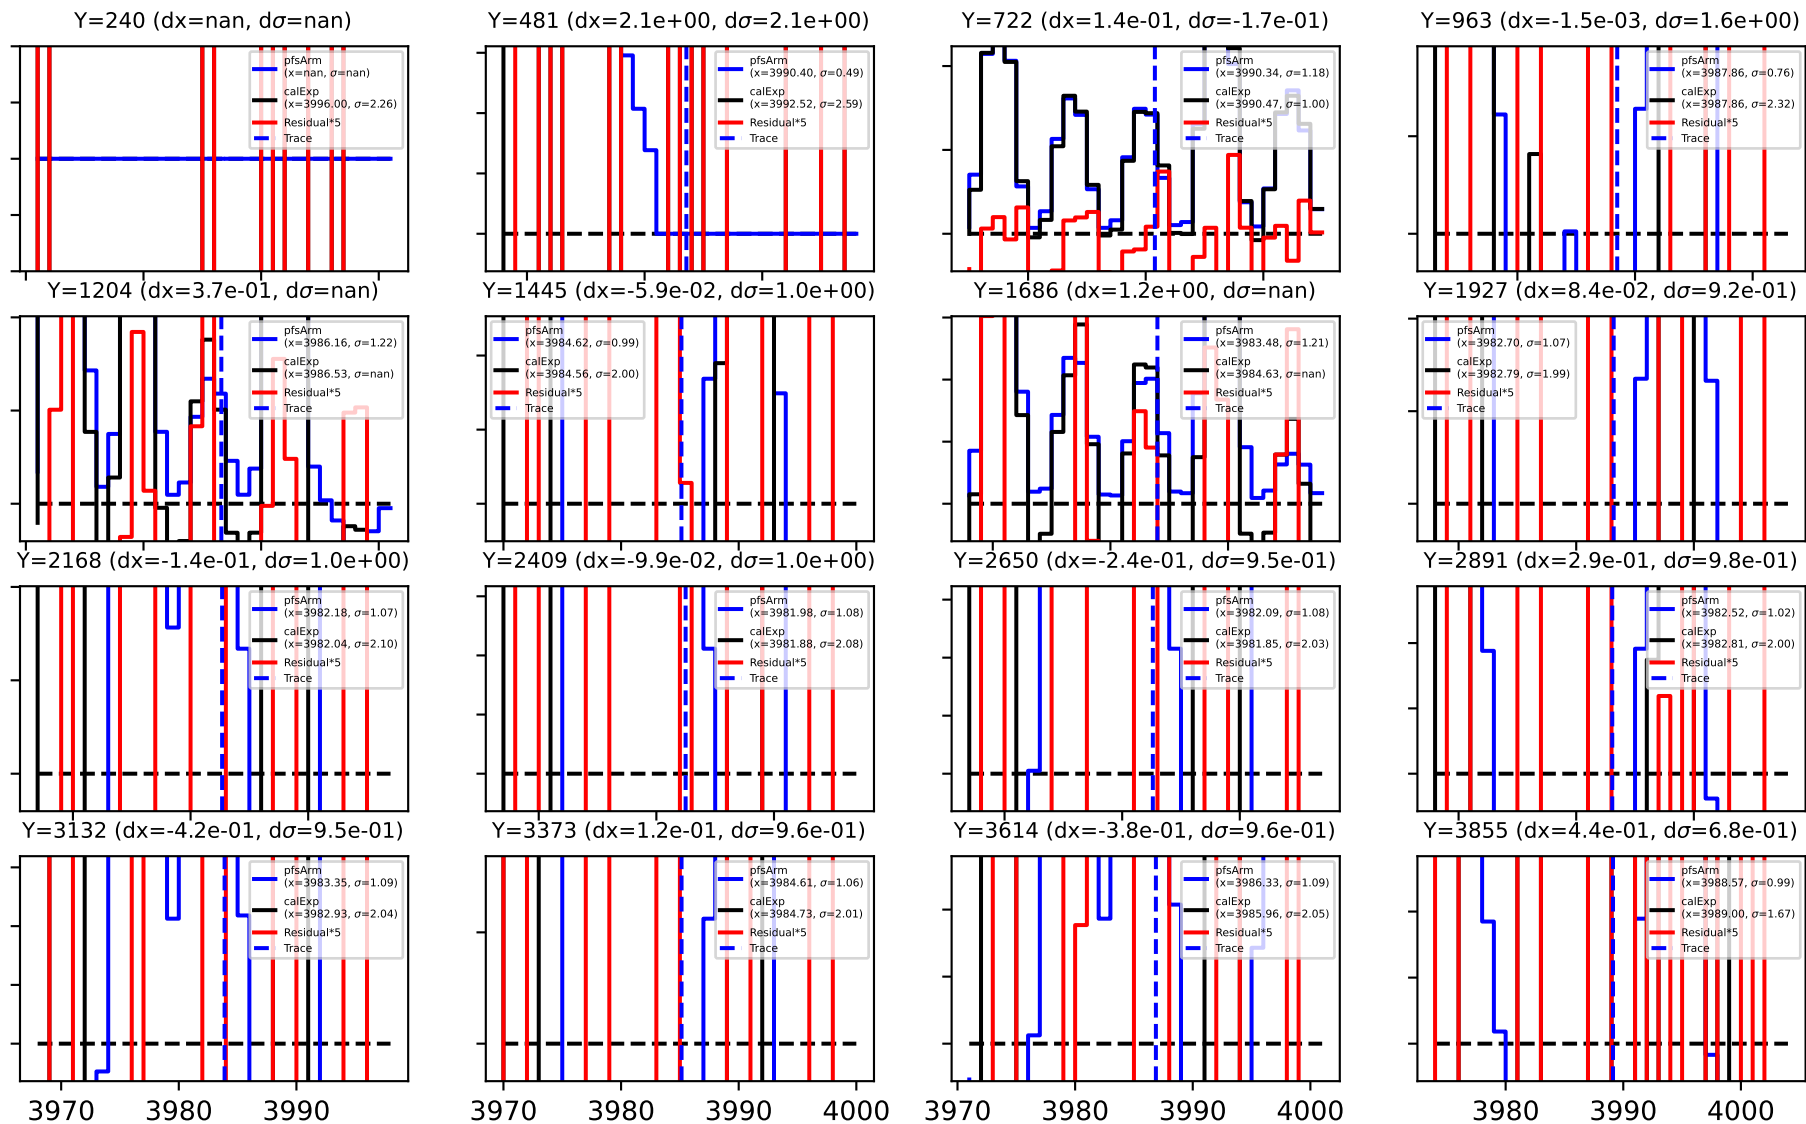 Y=240 (dx=nan, dσ=nan)
pfsArm
(x=nan, σ=nan)
calExp
(x=3996.00, σ=2.26)
Residual*5
Trace
Y=481 (dx=2.1e+00, dσ=2.1e+00)
pfsArm
(x=3990.40, σ=0.49)
calExp
(x=3992.52, σ=2.59)
Residual*5
Trace
Y=722 (dx=1.4e-01, dσ=-1.7e-01)
pfsArm
(x=3990.34, σ=1.18)
calExp
(x=3990.47, σ=1.00)
Residual*5
Trace
Y=963 (dx=-1.5e-03, dσ=1.6e+00)
pfsArm
(x=3987.86, σ=0.76)
calExp
(x=3987.86, σ=2.32)
Residual*5
Trace
Y=1204 (dx=3.7e-01, dσ=nan)
pfsArm
(x=3986.16, σ=1.22)
calExp
(x=3986.53, σ=nan)
Residual*5
Trace
Y=1445 (dx=-5.9e-02, dσ=1.0e+00)
pfsArm
(x=3984.62, σ=0.99)
calExp
(x=3984.56, σ=2.00)
Residual*5
Trace
Y=1686 (dx=1.2e+00, dσ=nan)
pfsArm
(x=3983.48, σ=1.21)
calExp
(x=3984.63, σ=nan)
Residual*5
Trace
Y=1927 (dx=8.4e-02, dσ=9.2e-01)
pfsArm
(x=3982.70, σ=1.07)
calExp
(x=3982.79, σ=1.99)
Residual*5
Trace
Y=2168 (dx=-1.4e-01, dσ=1.0e+00)
pfsArm
(x=3982.18, σ=1.07)
calExp
(x=3982.04, σ=2.10)
Residual*5
Trace
Y=2409 (dx=-9.9e-02, dσ=1.0e+00)
pfsArm
(x=3981.98, σ=1.08)
calExp
(x=3981.88, σ=2.08)
Residual*5
Trace
Y=2650 (dx=-2.4e-01, dσ=9.5e-01)
pfsArm
(x=3982.09, σ=1.08)
calExp
(x=3981.85, σ=2.03)
Residual*5
Trace
Y=2891 (dx=2.9e-01, dσ=9.8e-01)
pfsArm
(x=3982.52, σ=1.02)
calExp
(x=3982.81, σ=2.00)
Residual*5
Trace
Y=3132 (dx=-4.2e-01, dσ=9.5e-01)
pfsArm
(x=3983.35, σ=1.09)
calExp
(x=3982.93, σ=2.04)
Residual*5
Trace
Y=3373 (dx=1.2e-01, dσ=9.6e-01)
pfsArm
(x=3984.61, σ=1.06)
calExp
(x=3984.73, σ=2.01)
Residual*5
Trace
Y=3614 (dx=-3.8e-01, dσ=9.6e-01)
pfsArm
(x=3986.33, σ=1.09)
calExp
(x=3985.96, σ=2.05)
Residual*5
Trace
Y=3855 (dx=4.4e-01, dσ=6.8e-01)
pfsArm
(x=3988.57, σ=0.99)
calExp
(x=3989.00, σ=1.67)
Residual*5
Trace
3970 3980 3990
3970 3980 3990 4000
3970 3980 3990 4000
3980 3990 4000